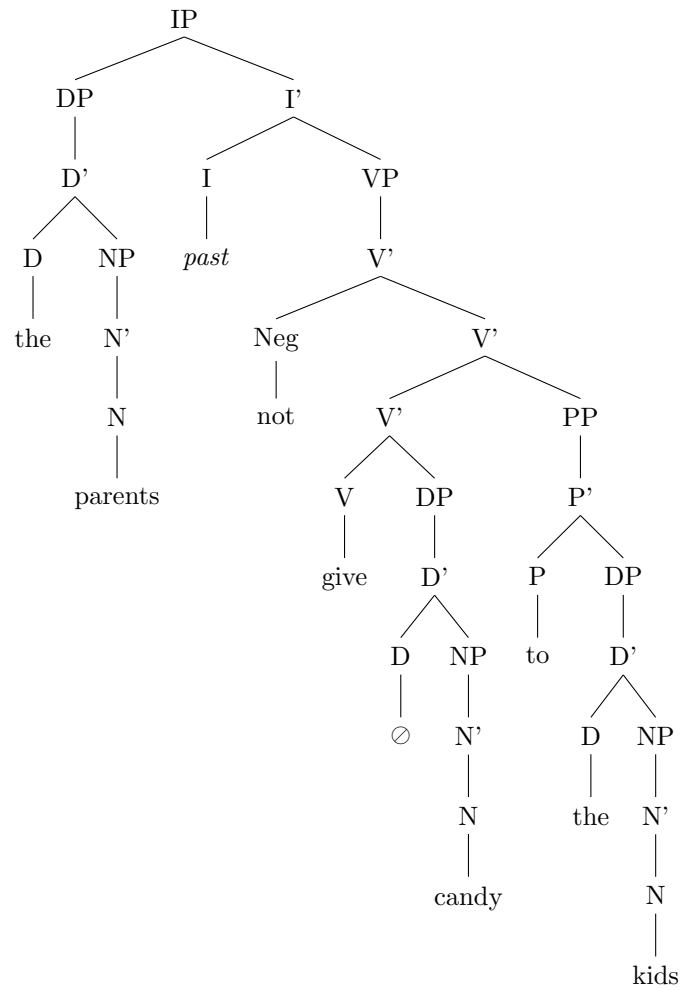 IP
DP I'
D' I VP
D NP past V'
the N' Neg V'
N not V' PP
parents V DP P'
give D' P DP
D NP to D'
⊘ N' D NP
N the N'
candy N
kids